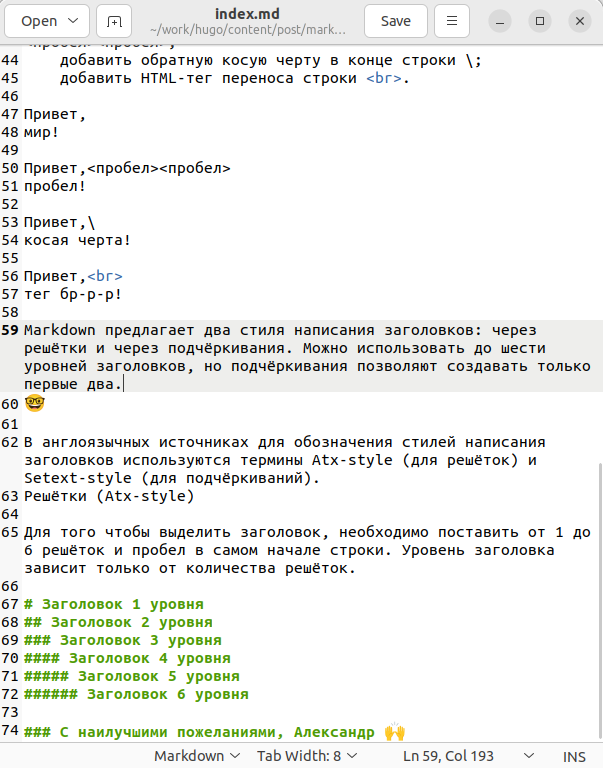 Open
index.md
~/work/hugo/content/post/mark...
Save
<пробел><пробел>;
44 добавить обратную косую черту в конце строки \;
45 добавить HTML-тег переноса строки <br>.
46
47 Привет,
48 мир!
49
50 Привет,<пробел><пробел>
51 пробел!
52
53 Привет,\
54 косая черта!
55
56 Привет,<br>
57 тег бр-р-р!
58
59 Markdown предлагает два стиля написания заголовков: через
решётки и через подчёркивания. Можно использовать до шести
уровней заголовков, но подчёркивания позволяют создавать только
первые два.
60 🤓
61
62 В англоязычных источниках для обозначения стилей написания
заголовков используются термины Atx-style (для решёток) и
Setext-style (для подчёркиваний).
63 Решётки (Atx-style)
64
65 Для того чтобы выделить заголовок, необходимо поставить от 1 до
6 решёток и пробел в самом начале строки. Уровень заголовка
зависит только от количества решёток.
66
67 # Заголовок 1 уровня
68 ## Заголовок 2 уровня
69 ### Заголовок 3 уровня
70 #### Заголовок 4 уровня
71 ##### Заголовок 5 уровня
72 ###### Заголовок 6 уровня
73
74 ### С наилучшими пожеланиями, Александр 🙌
Markdown Tab Width: 8 Ln 59, Col 193 INS